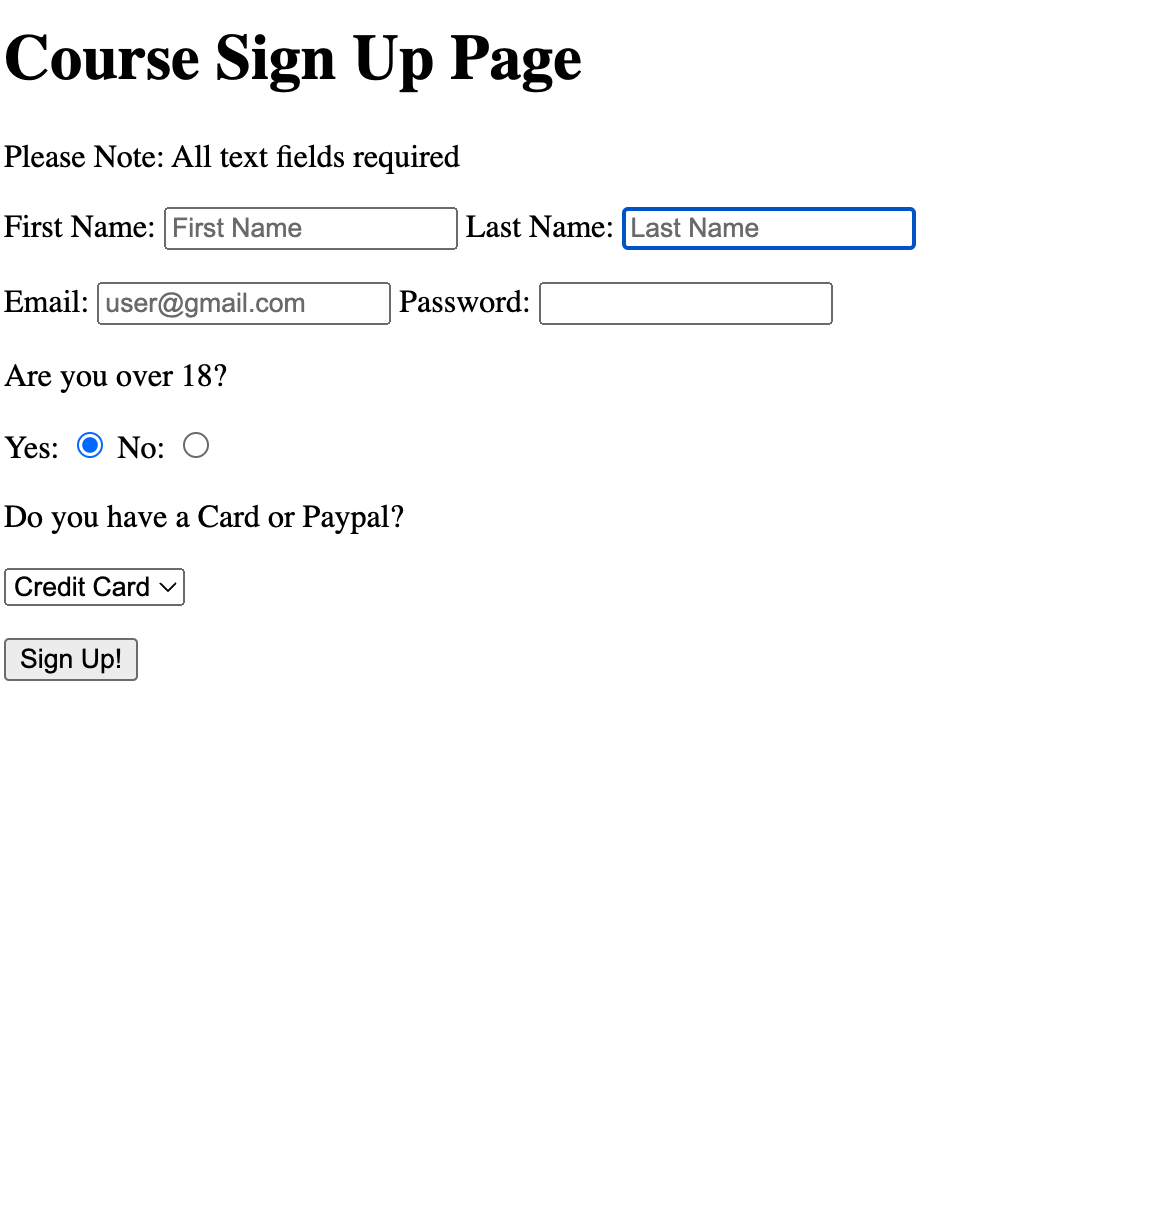 Course Sign Up Page
Please Note: All text fields required
First Name: First Name Last Name: Last Name
Email: user@gmail.com Password:
Are you over 18?
Yes: No:
Do you have a Card or Paypal?
Credit Card
Sign Up!